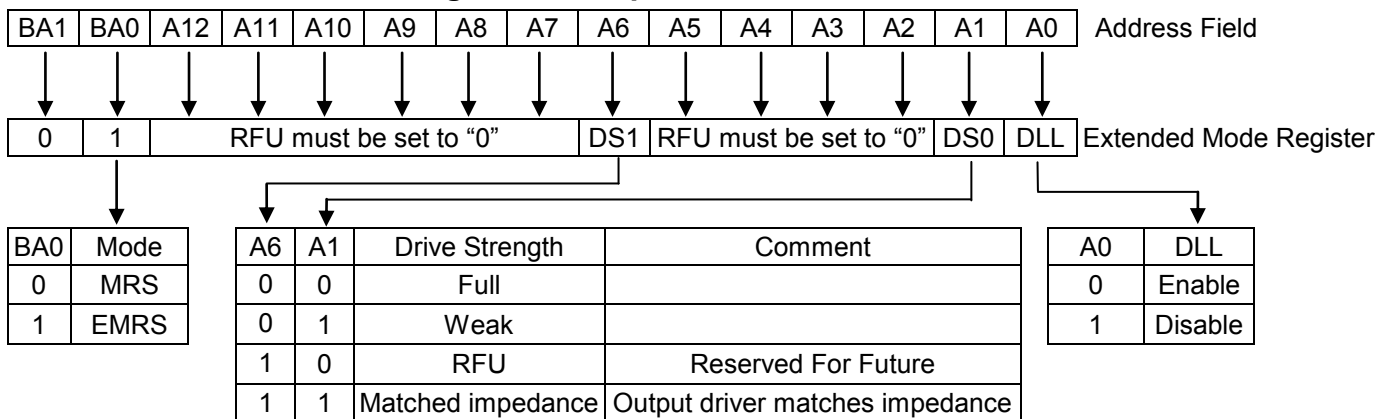 BA1 BA0 A12 A11 A10 A9 A8 A7 A6 A5 A4 A3 A2 A1 A0 Address Field
0 1 RFU must be set to “0” DS1 RFU must be set to “0” DS0 DLL Extended Mode Register
BA0 Mode
0 MRS
1 EMRS
A6 A1 Drive Strength Comment
0 0 Full
0 1 Weak
1 0 RFU Reserved For Future
1 1 Matched impedance Output driver matches impedance
A0 DLL
0 Enable
1 Disable